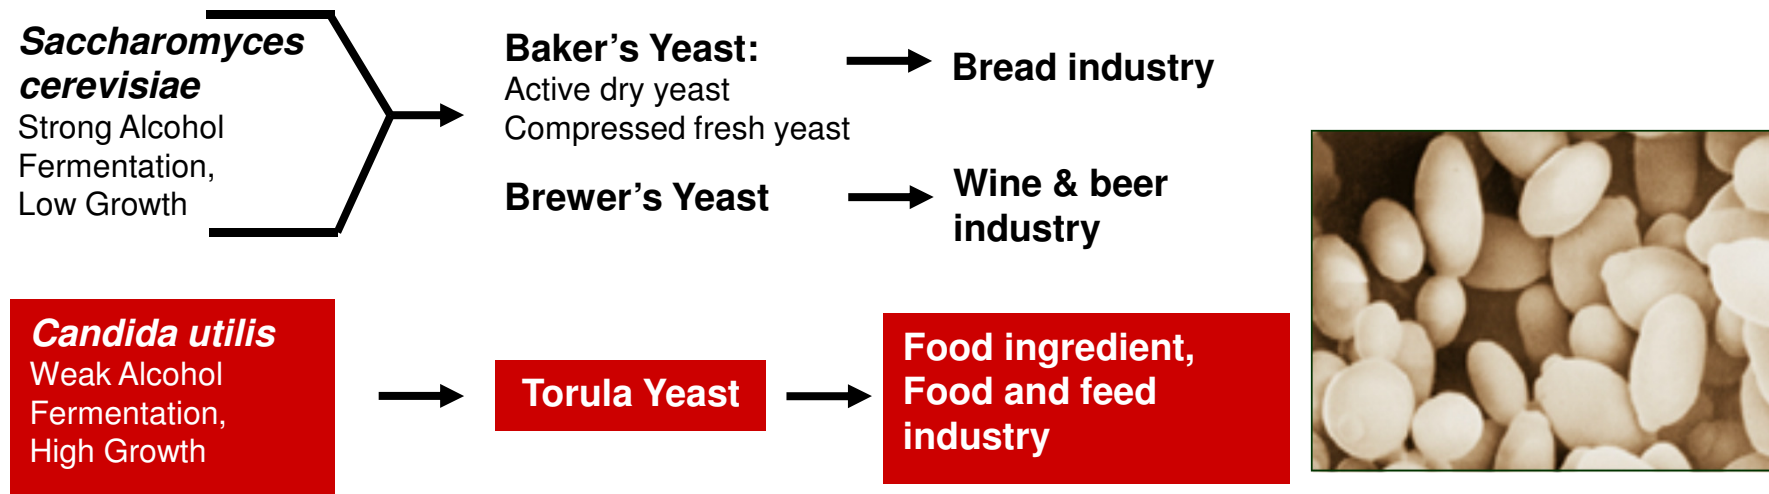 Saccharomyces
cerevisiae
Strong Alcohol
Fermentation,
Low Growth
Baker’s Yeast:
Active dry yeast
Compressed fresh yeast
Bread industry
Brewer’s Yeast
Wine & beer
industry
Candida utilis
Weak Alcohol
Fermentation,
High Growth
Torula Yeast
Food ingredient,
Food and feed
industry